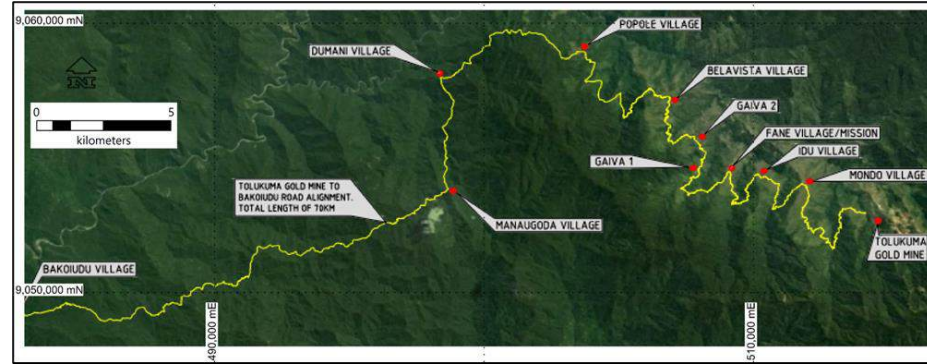 9,060,000 mN
POPOLE VILLAGE
DUMANI VILLAGE
BELAVISTA VILLAGE
N
0 5
kilometers
GAIVA 2
FANE VILLAGE/MISSION
GAIVA 1
IDU VILLAGE
MONDO VILLAGE
TOLUKUMA GOLD MINE TO
BAKOIUDU ROAD ALIGNMENT.
TOTAL LENGTH OF 70KM
MANAUGODA VILLAGE
TOLUKUMA
GOLD MINE
BAKOIUDU VILLAGE
9,050,000 mN
490,000 mE
510,000 mE